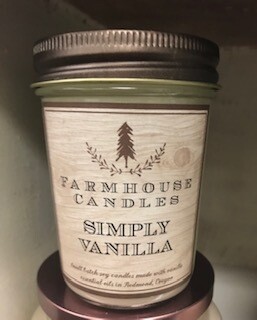 FARMHOUSE
CANDLES
SIMPLY
VANILLA
Small batch soy candles made with vanilla
essential oils in Redmond, Oregon